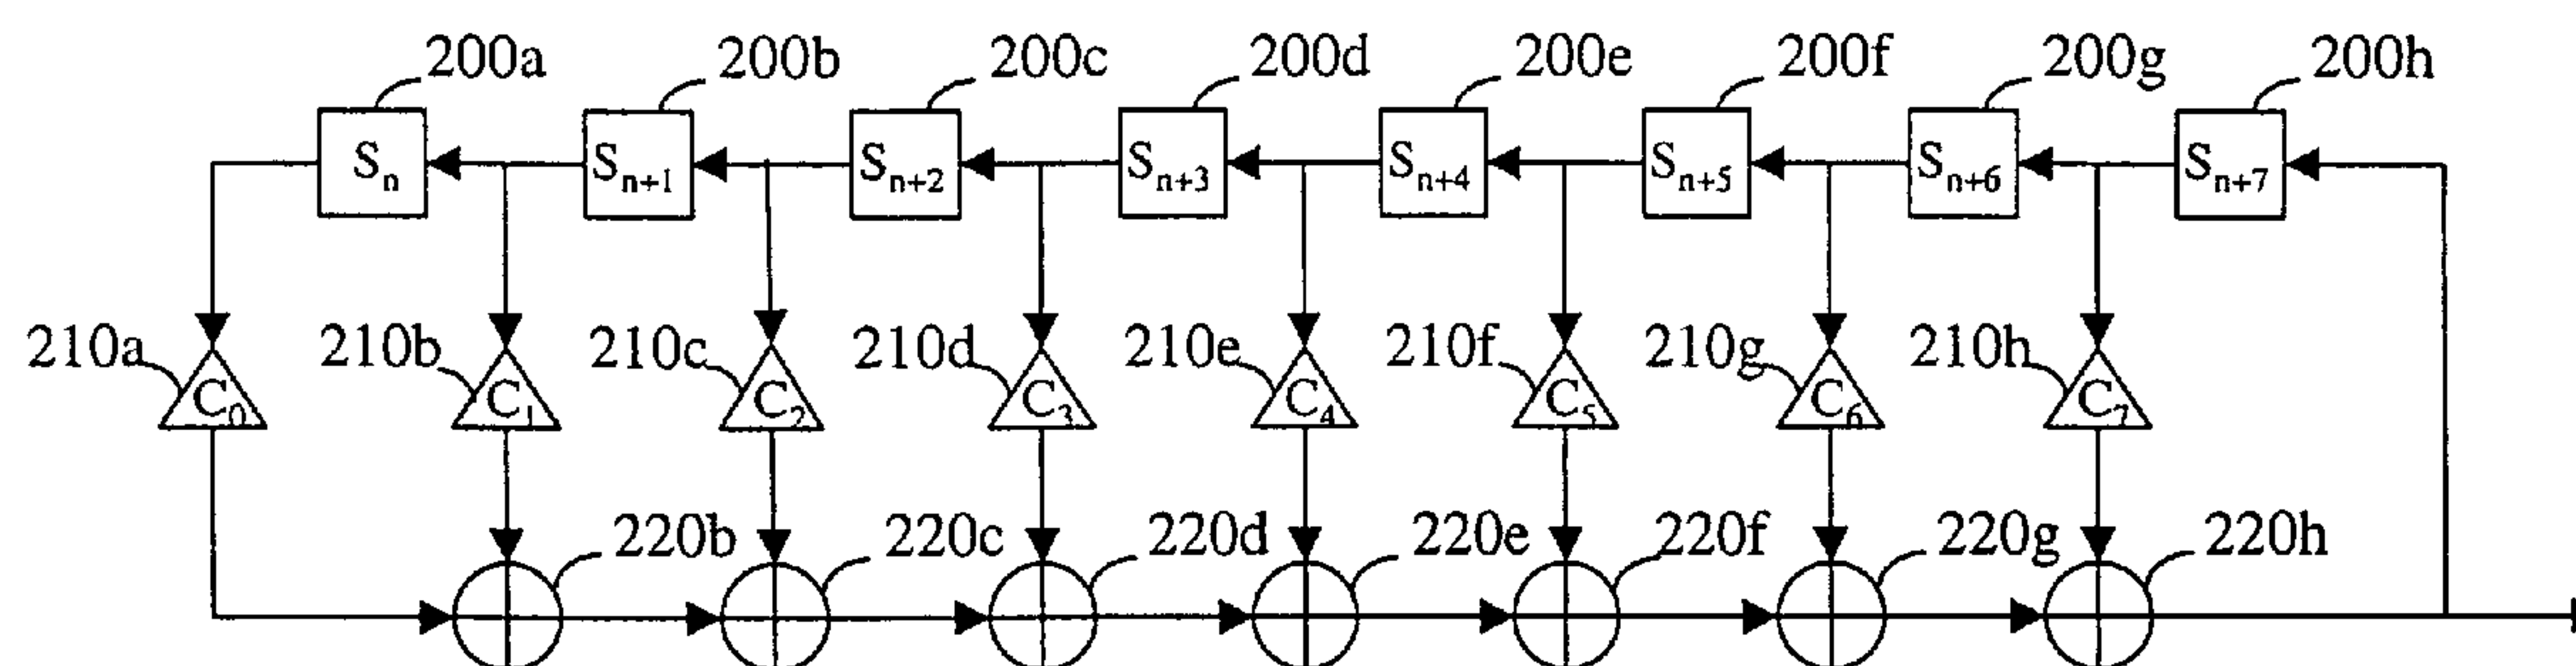 200a 200b 200c 200d 200e 200f 200g 200h
Sn Sn+1 Sn+2 Sn+3 Sn+4 Sn+5 Sn+6 Sn+7
210a 210b 210c 210d 210e 210f 210g 210h
C0 C1 C2 C3 C4 C5 C6 C7
220b 220c 220d 220e 220f 220g 220h